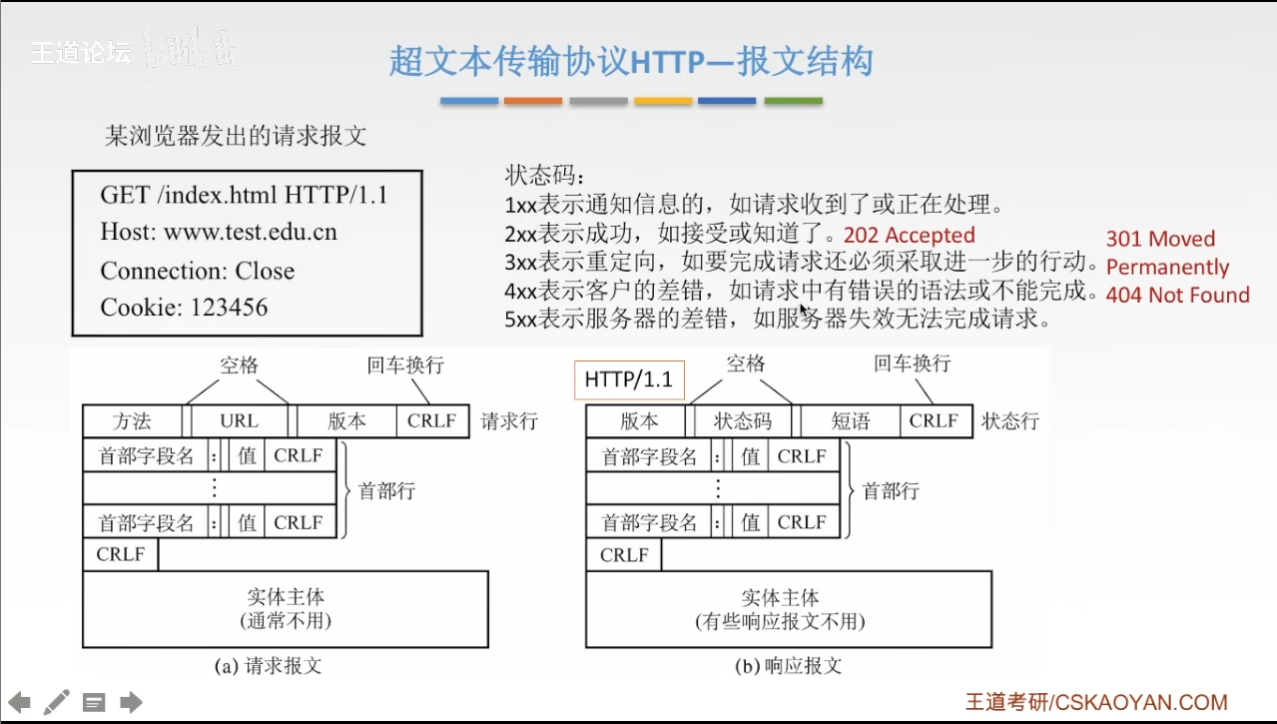 王道论坛
超文本传输协议HTTP—报文结构
某浏览器发出的请求报文
GET /index.html HTTP/1.1
Host: www.test.edu.cn
Connection: Close
Cookie: 123456
状态码：
1xx表示通知信息的，如请求收到了或正在处理。
2xx表示成功，如接受或知道了。202 Accepted
3xx表示重定向，如要完成请求还必须采取进一步的行动。
4xx表示客户的差错，如请求中有错误的语法或不能完成。
5xx表示服务器的差错，如服务器失效无法完成请求。
301 Moved
Permanently
404 Not Found
空格 回车换行
方法 URL 版本 CRLF 请求行
首部字段名 : 值 CRLF
⋮ 首部行
首部字段名 : 值 CRLF
CRLF
实体主体
(通常不用)
(a) 请求报文
HTTP/1.1
空格 回车换行
版本 状态码 短语 CRLF 状态行
首部字段名 : 值 CRLF
⋮ 首部行
首部字段名 : 值 CRLF
CRLF
实体主体
(有些响应报文不用)
(b) 响应报文
王道考研/CSKAOYAN.COM